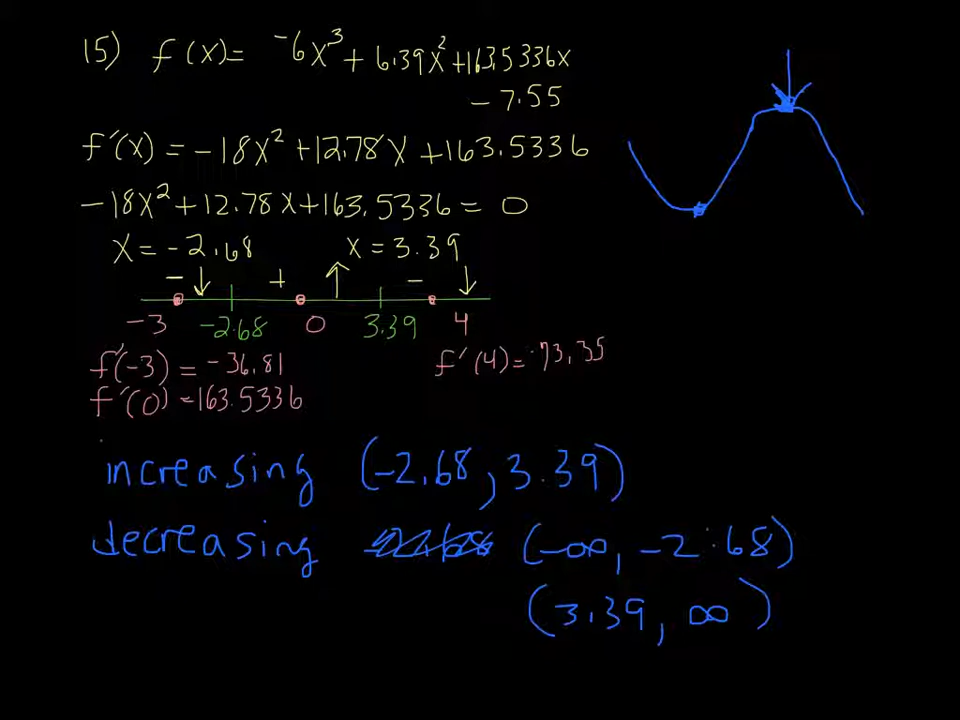 15) f(x)= -6x³ + 6.39x² +163.5336x
- 7.55
f'(x) = -18x² +12.78x +163.5336
-18x² +12.78x+163.5336 = 0
x = -2.68 x = 3.39
- + -
-3 -2.68 0 3.39 4
f'(-3) = -36.81 f'(4)= -73.35
f'(0) =163.5336
increasing (-2.68, 3.39)
decreasing (-∞, -2.68)
(3.39, ∞)